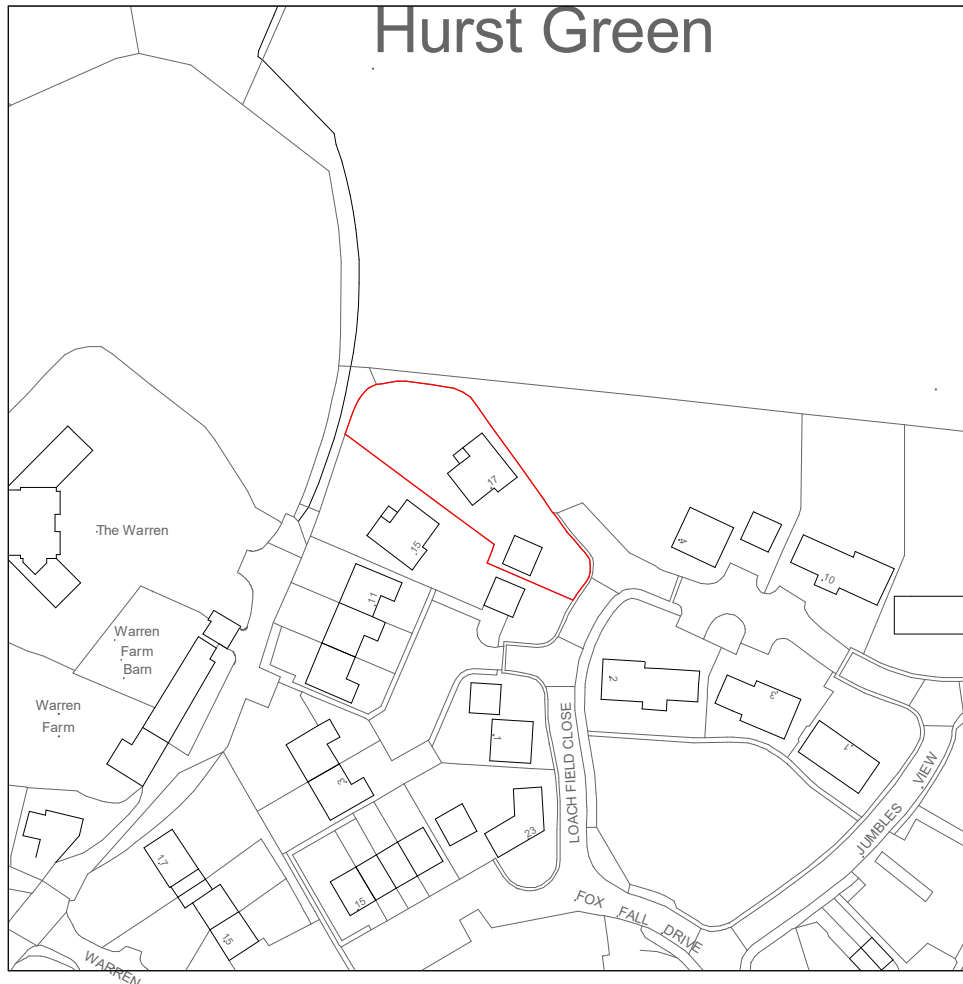 Hurst Green
17
The Warren
15
4
10
11
Warren
Farm
Barn
Warren
Farm
2
3
1
1
LOACH FIELD CLOSE
3
23
JUMBLES VIEW
17
15
15
FOX FALL DRIVE
WARREN